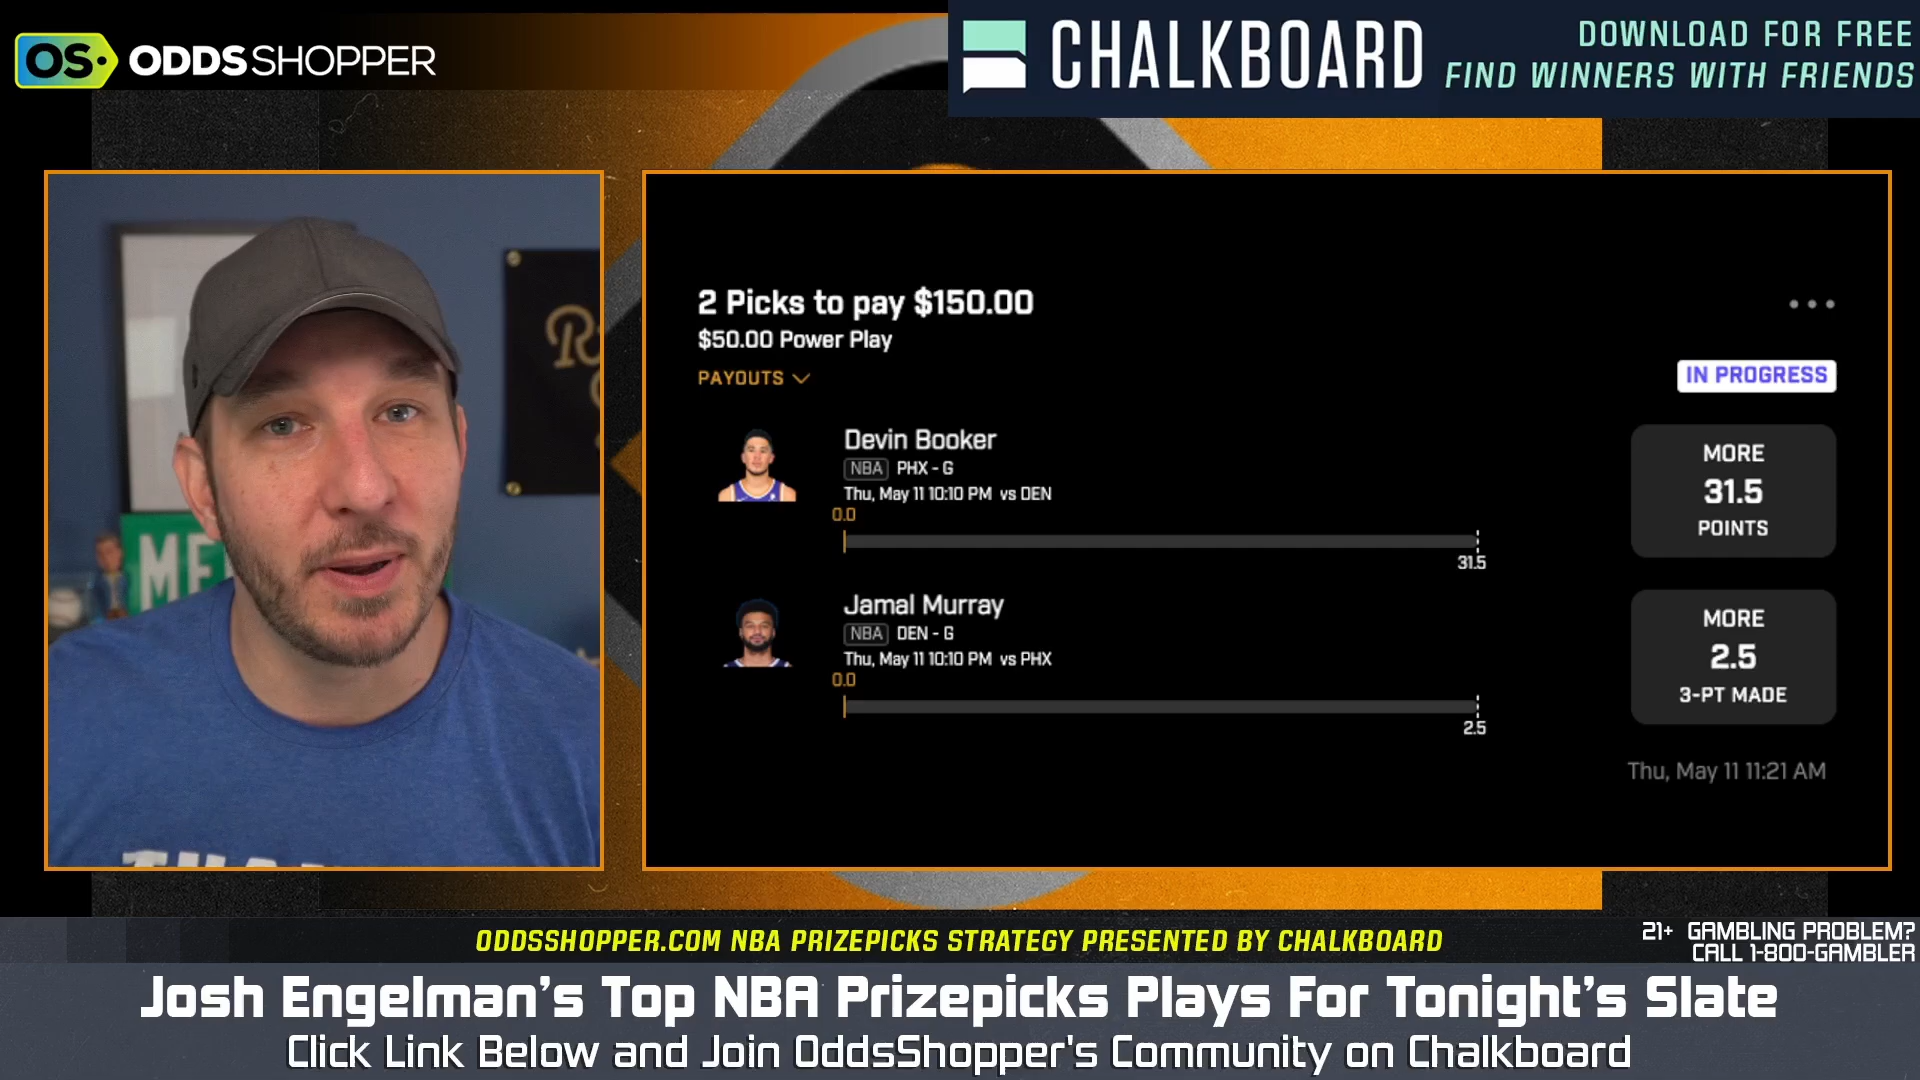 OS.
ODDSSHOPPER
CHALKBOARD
DOWNLOAD FOR FREE
FIND WINNERS WITH FRIENDS
2 Picks to pay $150.00
$50.00 Power Play
PAYOUTS
IN PROGRESS
Devin Booker
NBA PHX - G
Thu, May 11 10:10 PM vs DEN
0.0
31.5
MORE
31.5
POINTS
Jamal Murray
NBA DEN - G
Thu, May 11 10:10 PM vs PHX
0.0
2.5
MORE
2.5
3-PT MADE
Thu, May 11 11:21 AM
ODDSSHOPPER.COM NBA PRIZEPICKS STRATEGY PRESENTED BY CHALKBOARD
21+ GAMBLING PROBLEM?
CALL 1-800-GAMBLER
Josh Engelman's Top NBA Prizepicks Plays For Tonight's Slate
Click Link Below and Join OddsShopper's Community on Chalkboard